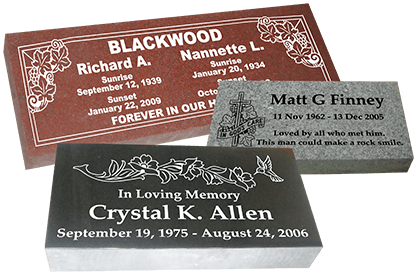 BLACKWOOD
Richard A.
Nannette L.
Sunrise
September 12, 1939
Sunrise
January 20, 1934
Sunset
January 22, 2009
Sunset
FOREVER IN OUR
Matt G Finney
11 Nov 1962 - 13 Dec 2005
Loved by all who met him.
This man could make a rock smile.
In Loving Memory
Crystal K. Allen
September 19, 1975 - August 24, 2006